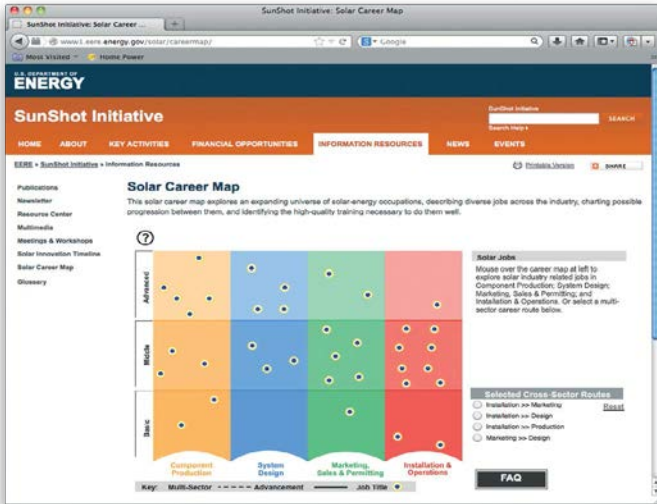 SunShot Initiative: Solar Career Map
SunShot Initiative: Solar Career ...
www1.eere.energy.gov/solar/careermap/
Google
Most Visited
Home Power
U.S. DEPARTMENT OF
ENERGY
SunShot Initiative
SunShot Initiative
SEARCH
Search Help
HOME ABOUT KEY ACTIVITIES FINANCIAL OPPORTUNITIES INFORMATION RESOURCES NEWS EVENTS
EERE » SunShot Initiative » Information Resources
Printable Version
SHARE
Publications
Newsletter
Resource Center
Multimedia
Meetings & Workshops
Solar Innovation Timeline
Solar Career Map
Glossary
Solar Career Map
This solar career map explores an expanding universe of solar-energy occupations, describing diverse jobs across the industry, charting possible
progression between them, and identifying the high-quality training necessary to do them well.
?
Advanced
Middle
Basic
Component
Production
System
Design
Marketing,
Sales & Permitting
Installation &
Operations
Key: Multi-Sector Advancement Job Title
Solar Jobs
Mouse over the career map at left to
explore solar industry related jobs in
Component Production; System Design;
Marketing, Sales & Permitting; and
Installation & Operations. Or select a multi-
sector career route below.
Selected Cross-Sector Routes
Installation >> Marketing
Reset
Installation >> Design
Installation >> Production
Marketing >> Design
FAQ